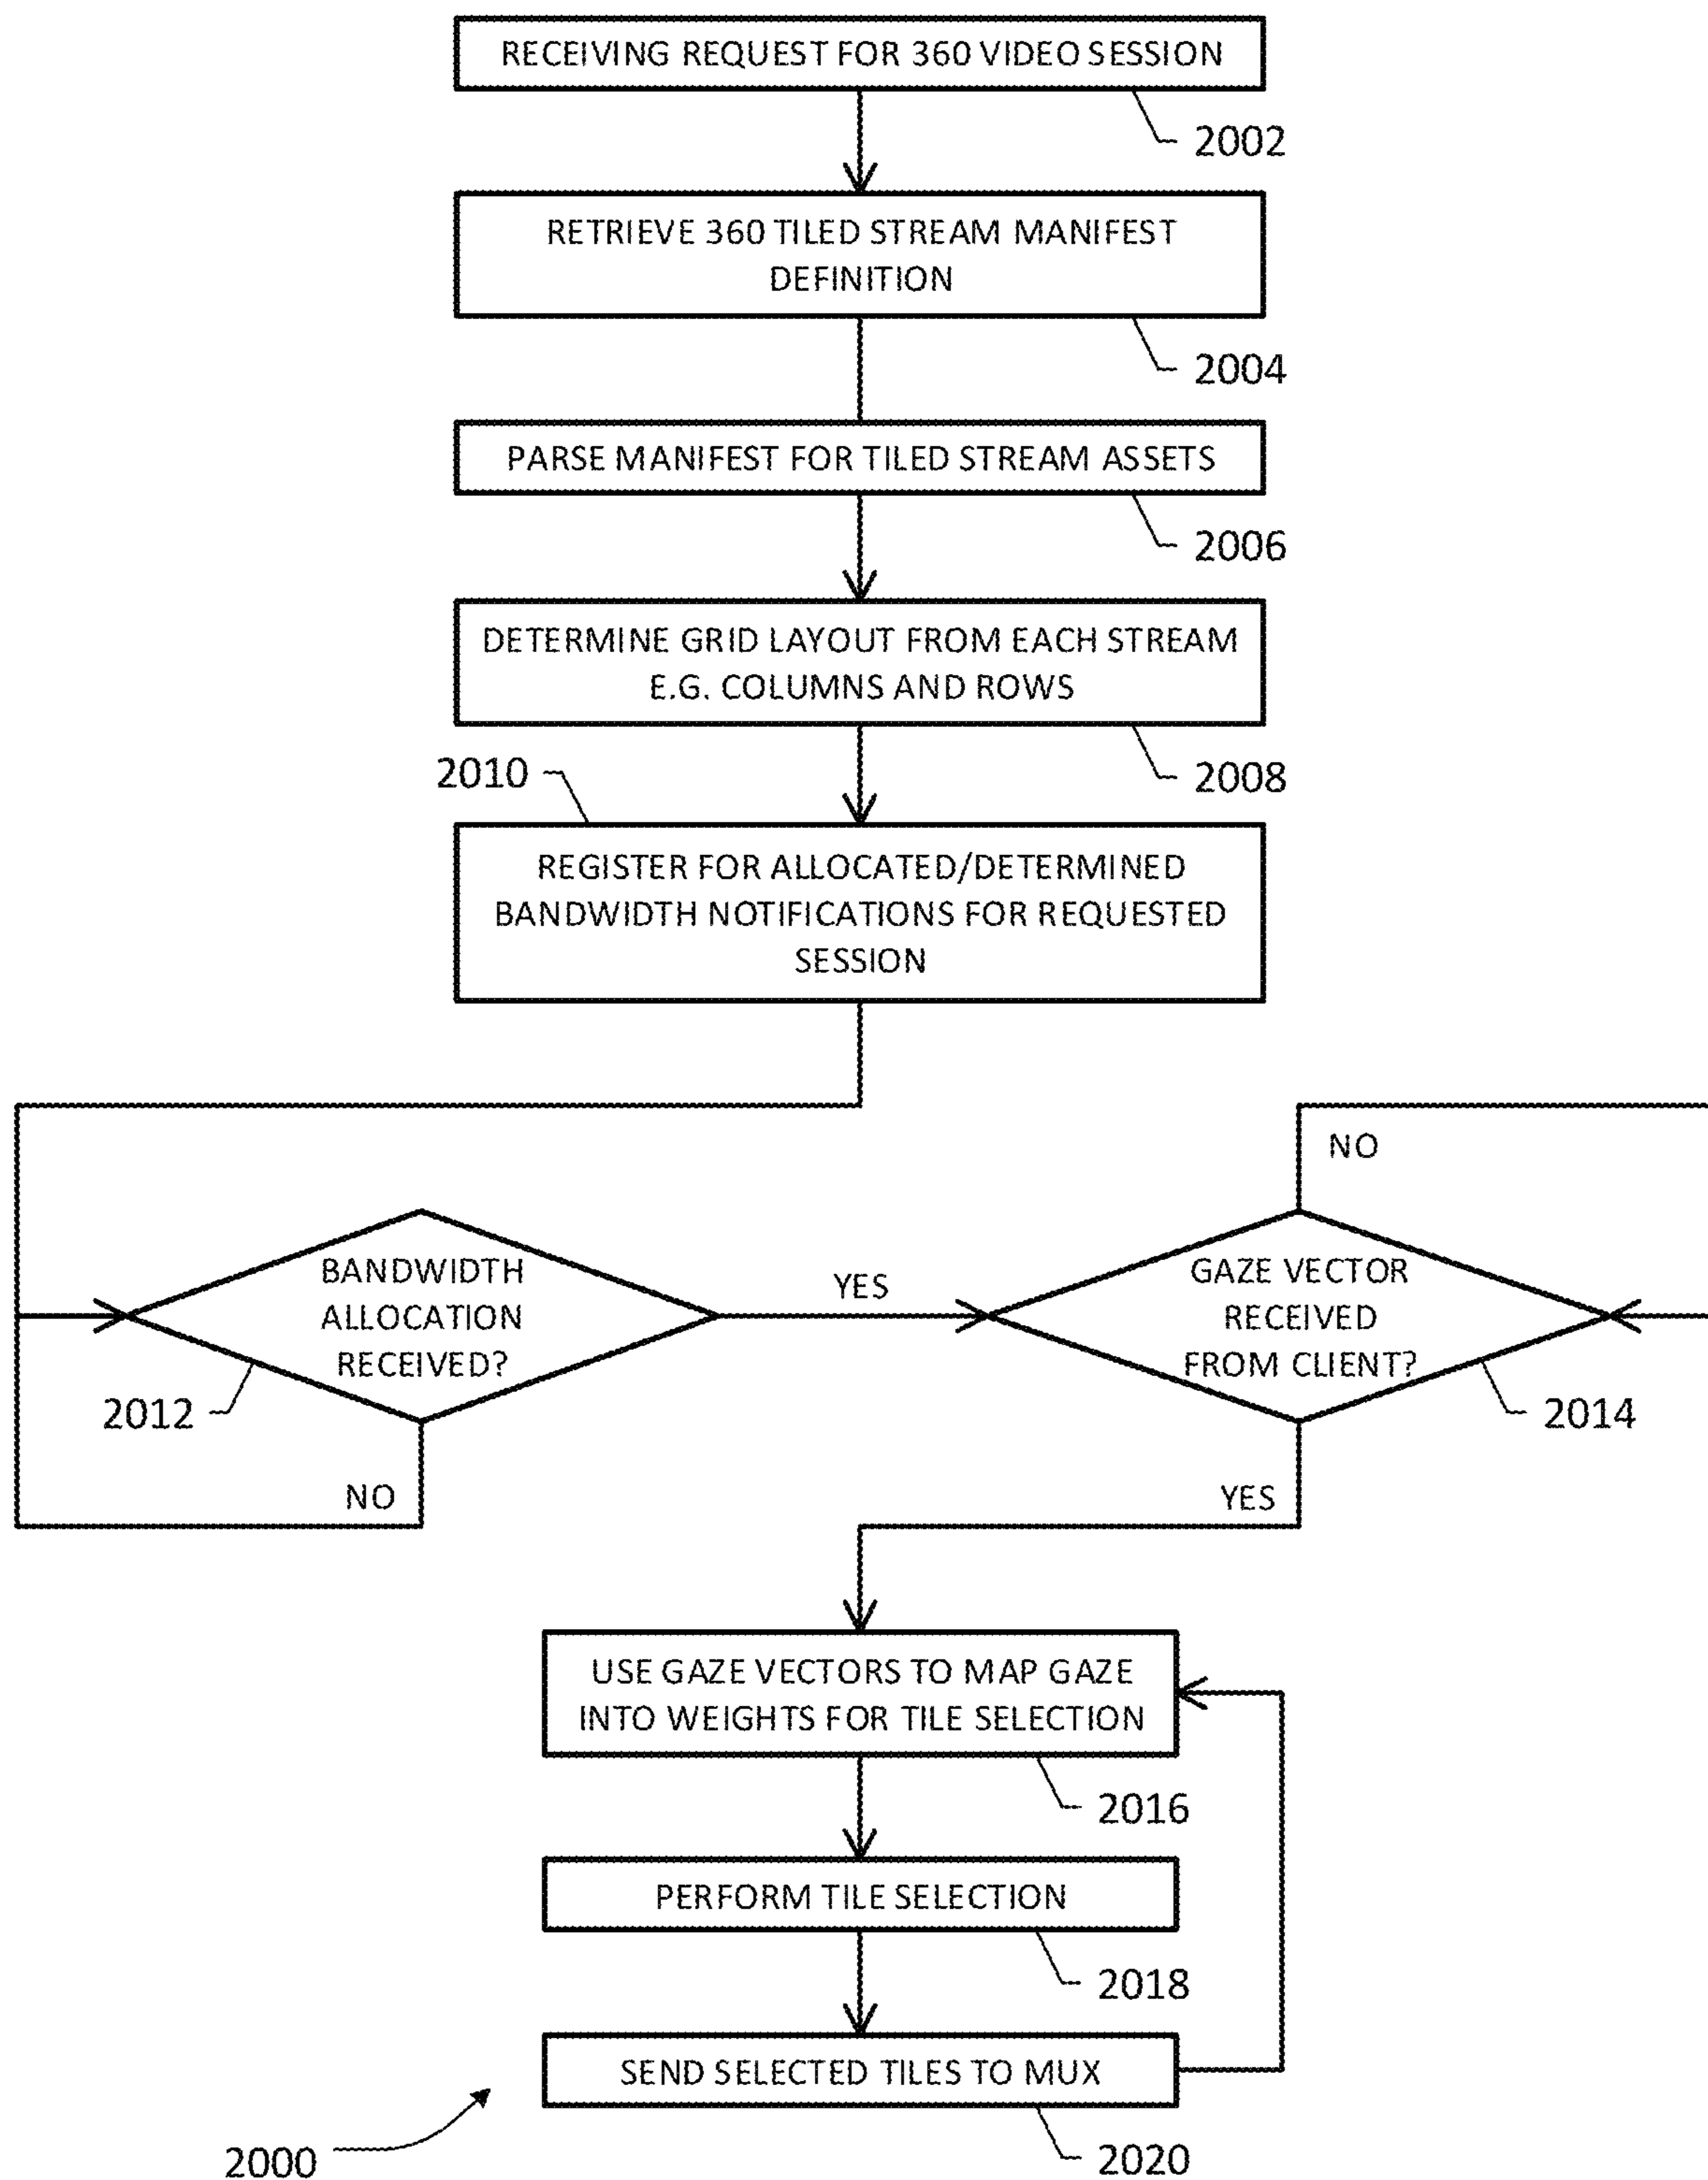 RECEIVING REQUEST FOR 360 VIDEO SESSION
2002
RETRIEVE 360 TILED STREAM MANIFEST
DEFINITION
2004
PARSE MANIFEST FOR TILED STREAM ASSETS
2006
DETERMINE GRID LAYOUT FROM EACH STREAM
E.G. COLUMNS AND ROWS
2008
2010
REGISTER FOR ALLOCATED/DETERMINED
BANDWIDTH NOTIFICATIONS FOR REQUESTED
SESSION
BANDWIDTH
ALLOCATION
RECEIVED?
2012
NO
YES
NO
GAZE VECTOR
RECEIVED
FROM CLIENT?
2014
YES
USE GAZE VECTORS TO MAP GAZE
INTO WEIGHTS FOR TILE SELECTION
2016
PERFORM TILE SELECTION
2018
SEND SELECTED TILES TO MUX
2020
2000